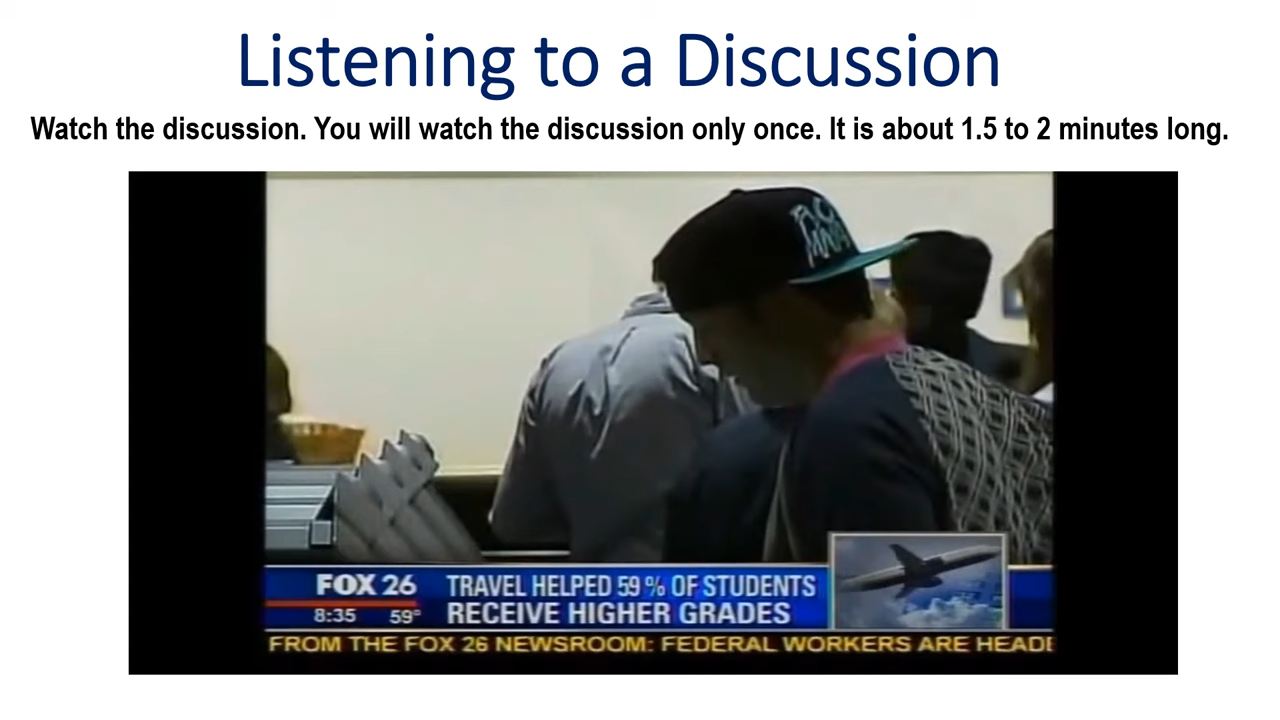 Listening to a Discussion
Watch the discussion. You will watch the discussion only once. It is about 1.5 to 2 minutes long.
FOX 26 TRAVEL HELPED 59% OF STUDENTS
8:35 59° RECEIVE HIGHER GRADES
FROM THE FOX 26 NEWSROOM: FEDERAL WORKERS ARE